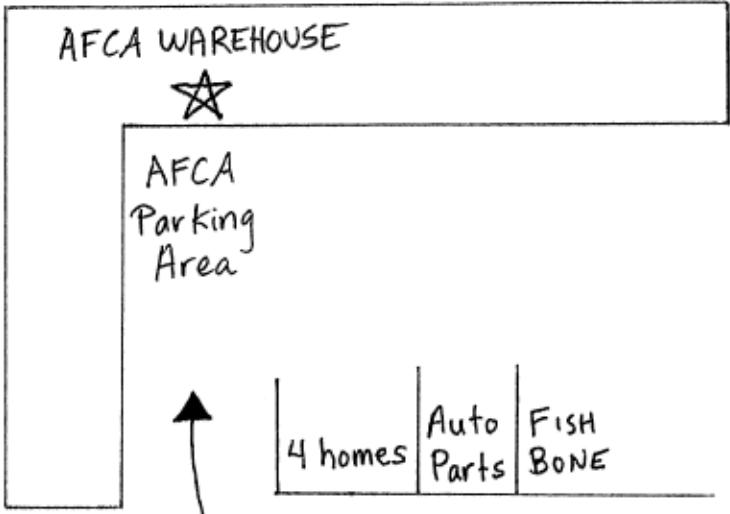 AFCA WAREHOUSE
AFCA
Parking
Area
4 homes
Auto
Parts
FISH
BONE